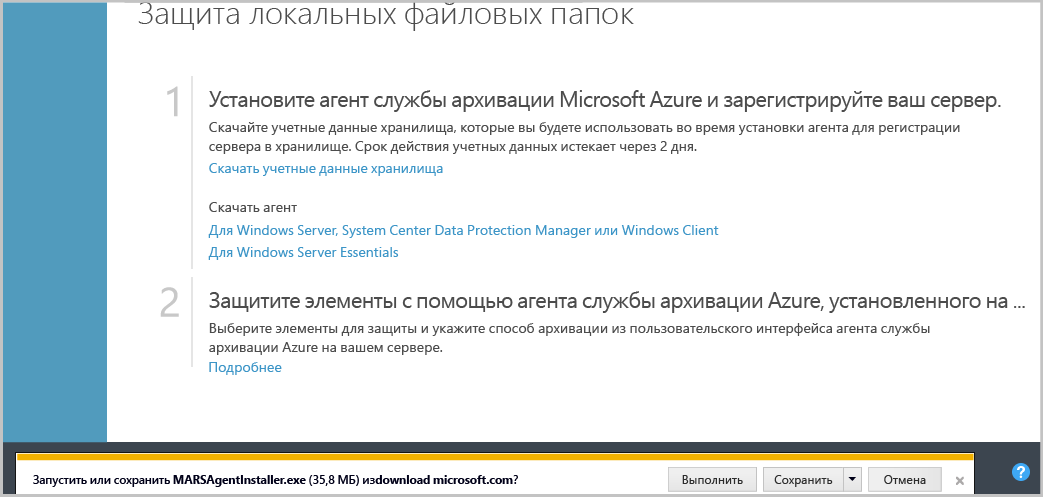 Защита локальных файловых папок
1
Установите агент службы архивации Microsoft Azure и зарегистрируйте ваш сервер.
Скачайте учетные данные хранилища, которые вы будете использовать во время установки агента для регистрации
сервера в хранилище. Срок действия учетных данных истекает через 2 дня.
Скачать учетные данные хранилища
Скачать агент
Для Windows Server, System Center Data Protection Manager или Windows Client
Для Windows Server Essentials
2
Защитите элементы с помощью агента службы архивации Azure, установленного на ...
Выберите элементы для защиты и укажите способ архивации из пользовательского интерфейса агента службы
архивации Azure на вашем сервере.
Подробнее
Запустить или сохранить MARSAgentInstaller.exe (35,8 МБ) изdownload microsoft.com?
Выполнить
Сохранить
Отмена
×
?